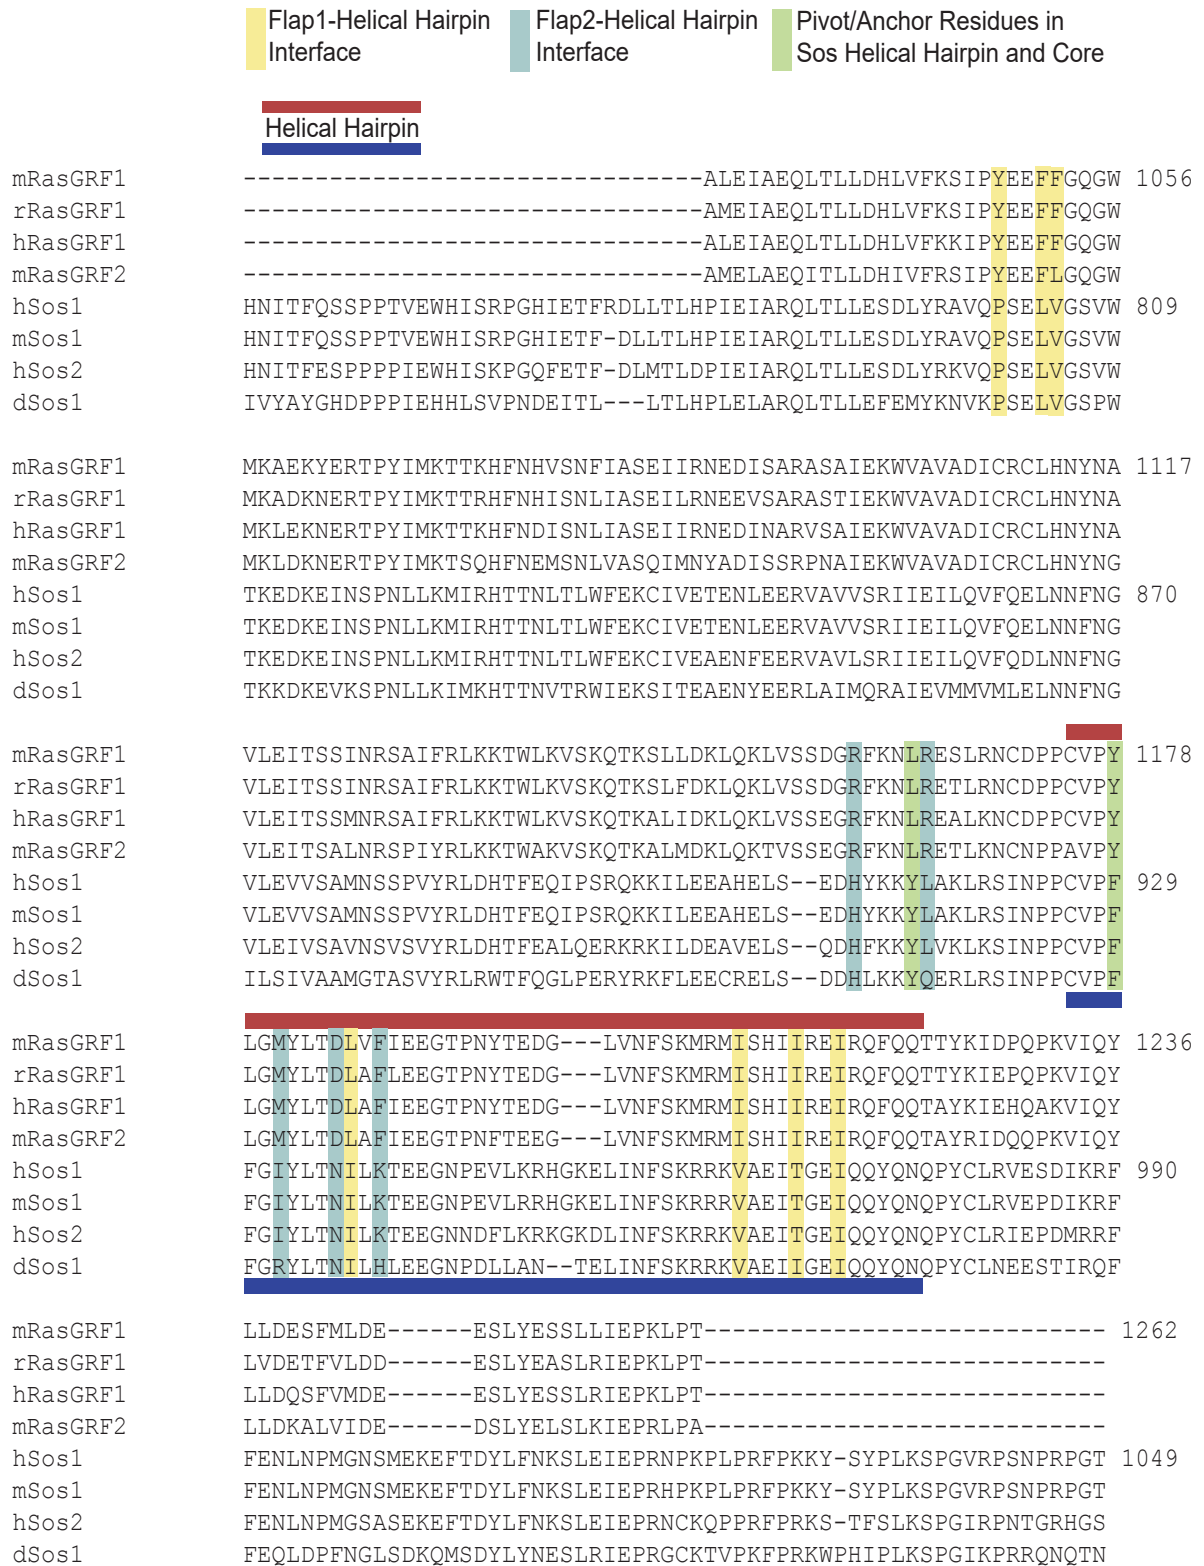 Flap1-Helical Hairpin Interface
Flap2-Helical Hairpin Interface
Pivot/Anchor Residues in Sos Helical Hairpin and Core
Helical Hairpin
mRasGRF1 ---------------------------------ALEIAEQLTLLDHLVFKSIPYEEFFGQGW 1056
rRasGRF1 ---------------------------------AMEIAEQLTLLDHLVFKSIPYEEFFGQGW
hRasGRF1 ---------------------------------ALEIAEQLTLLDHLVFKKIPYEEFFGQGW
mRasGRF2 ---------------------------------AMELAEQITLLDHIVFRSIPYEEFLGQGW
hSos1 HNITFQSSPPTVEWHISRPGHIETFRDLLTLHPIEIARQLTLLESDLYRAVQPSELVGSVW 809
mSos1 HNITFQSSPPTVEWHISRPGHIETF-DLLTLHPIEIARQLTLLESDLYRAVQPSELVGSVW
hSos2 HNITFESPPPPIEWHISKPGQFETF-DLMTLDPIEIARQLTLLESDLYRKVQPSELVGSVW
dSos1 IVYAYGHDPPPIEHHLSVPNDEITL---LTLHPLELARQLTLLEFEMYKNVKPSELVGSPW
mRasGRF1 MKAEKYERTPYIMKTTKHFNHVSNFIASEIIRNEDISARASAIEKWVAVADICRCLHNYNA 1117
rRasGRF1 MKADKNERTPYIMKTTRHFNHISNLIASEILRNEEVSARASTIEKWVAVADICRCLHNYNA
hRasGRF1 MKLEKNERTPYIMKTTKHFNDISNLIASEIIRNEDINARVSAIEKWVAVADICRCLHNYNA
mRasGRF2 MKLDKNERTPYIMKTSQHFNEMSNLVASQIMNYADISSRPNAIEKWVAVADICRCLHNYNG
hSos1 TKEDKEINSPNLLKMIRHTTNLTLWFEKCIVETENLEERVAVVSRIIEILQVFQELNNFNG 870
mSos1 TKEDKEINSPNLLKMIRHTTNLTLWFEKCIVETENLEERVAVVSRIIEILQVFQELNNFNG
hSos2 TKEDKEINSPNLLKMIRHTTNLTLWFEKCIVEAENFEERVAVLSRIIEILQVFQDLNNFNG
dSos1 TKKDKEVKSPNLLKIMKHTTNVTRWIEKSITEAENYEERLAIMQRAIEVMMVMLELNNFNG
mRasGRF1 VLEITSSINRSAIFRLKKTWLKVSKQTKSLLDKLQKLVSSDGRFKNLRESLRNCDPPCVPY 1178
rRasGRF1 VLEITSSINRSAIFRLKKTWLKVSKQTKSLFDKLQKLVSSDGRFKNLRETLRNCDPPCVPY
hRasGRF1 VLEITSSMNRSAIFRLKKTWLKVSKQTKALIDKLQKLVSSEGRFKNLREALKNCDPPCVPY
mRasGRF2 VLEITSALNRSPIYRLKKTWAKVSKQTKALMDKLQKTVSSEGRFKNLRETLKNCNPPAVPY
hSos1 VLEVVSAMNSSPVYRLDHTFEQIPSRQKKILEEAHELS--EDHYKKYLAKLRSINPPCVPF 929
mSos1 VLEVVSAMNSSPVYRLDHTFEQIPSRQKKILEEAHELS--EDHYKKYLAKLRSINPPCVPF
hSos2 VLEIVSAVNSVSVYRLDHTFEALQERKRKILDEAVELS--QDHFKKYLVKLKSINPPCVPF
dSos1 ILSIVAAMGTASVYRLRWTFQGLPERYRKFLEECRELS--DDHLKKYQERLRSINPPCVPF
mRasGRF1 LGMYLTDLVFIEEGTPNYTEDG---LVNFSKMRMISHIIREIRQFQQTTYKIDPQPKVIQY 1236
rRasGRF1 LGMYLTDLAFLEEGTPNYTEDG---LVNFSKMRMISHIIREIRQFQQTTYKIEPQPKVIQY
hRasGRF1 LGMYLTDLAFIEEGTPNYTEDG---LVNFSKMRMISHIIREIRQFQQTAYKIEHQAKVIQY
mRasGRF2 LGMYLTDLAFIEEGTPNFTEEG---LVNFSKMRMISHIIREIRQFQQTAYRIDQQPKVIQY
hSos1 FGIYLTNILKTEEGNPEVLKRHGKELINFSKRRKVAEITGEIQQYQNQPYCLRVESDIKRF 990
mSos1 FGIYLTNILKTEEGNPEVLRRHGKELINFSKRRRVAEITGEIQQYQNQPYCLRVEPDIKRF
hSos2 FGIYLTNILKTEEGNNDFLKRKGKDLINFSKRRKVAEITGEIQQYQNQPYCLRIEPDMRRF
dSos1 FGRYLTNILHLEEGNPDLLAN--TELINFSKRRKVAEIIGEIQQYQNQPYCLNEESTIRQF
mRasGRF1 LLDESFMLDE------ESLYESSLLIEPKLPT---------------------------- 1262
rRasGRF1 LVDETFVLDD------ESLYEASLRIEPKLPT----------------------------
hRasGRF1 LLDQSFVMDE------ESLYESSLRIEPKLPT----------------------------
mRasGRF2 LLDKALVIDE------DSLYELSLKIEPRLPA----------------------------
hSos1 FENLNPMGNSMEKEFTDYLFNKSLEIEPRNPKPLPRFPKKY-SYPLKSPGVRPSNPRPGT 1049
mSos1 FENLNPMGNSMEKEFTDYLFNKSLEIEPRHPKPLPRFPKKY-SYPLKSPGVRPSNPRPGT
hSos2 FENLNPMGSASEKEFTDYLFNKSLEIEPRNCKQPPRFPRKS-TFSLKSPGIRPNTGRHGS
dSos1 FEQLDPFNGLSDKQMSDYLYNESLRIEPRGCKTVPKFPRKWPHIPLKSPGIKPRRQNQTN